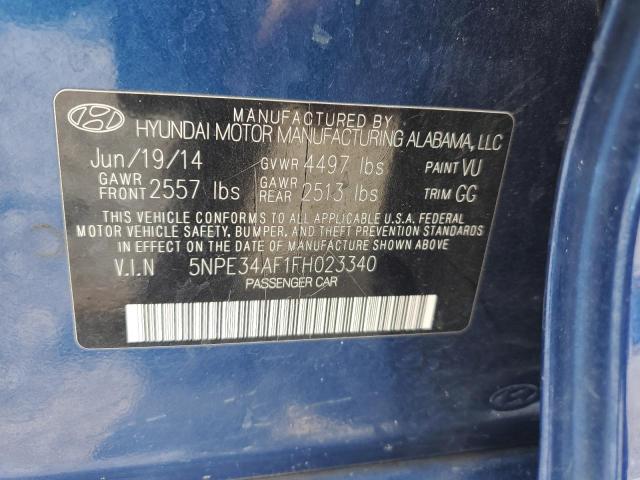 MANUFACTURED BY
HYUNDAI MOTOR MANUFACTURING ALABAMA, LLC
Jun/19/14 GVWR 4497 lbs PAINT VU
GAWR FRONT 2557 lbs GAWR REAR 2513 lbs TRIM GG
THIS VEHICLE CONFORMS TO ALL APPLICABLE U.S.A. FEDERAL
MOTOR VEHICLE SAFETY, BUMPER, AND THEFT PREVENTION STANDARDS
IN EFFECT ON THE DATE OF MANUFACTURE SHOWN ABOVE
V.I.N 5NPE34AF1FH023340
PASSENGER CAR